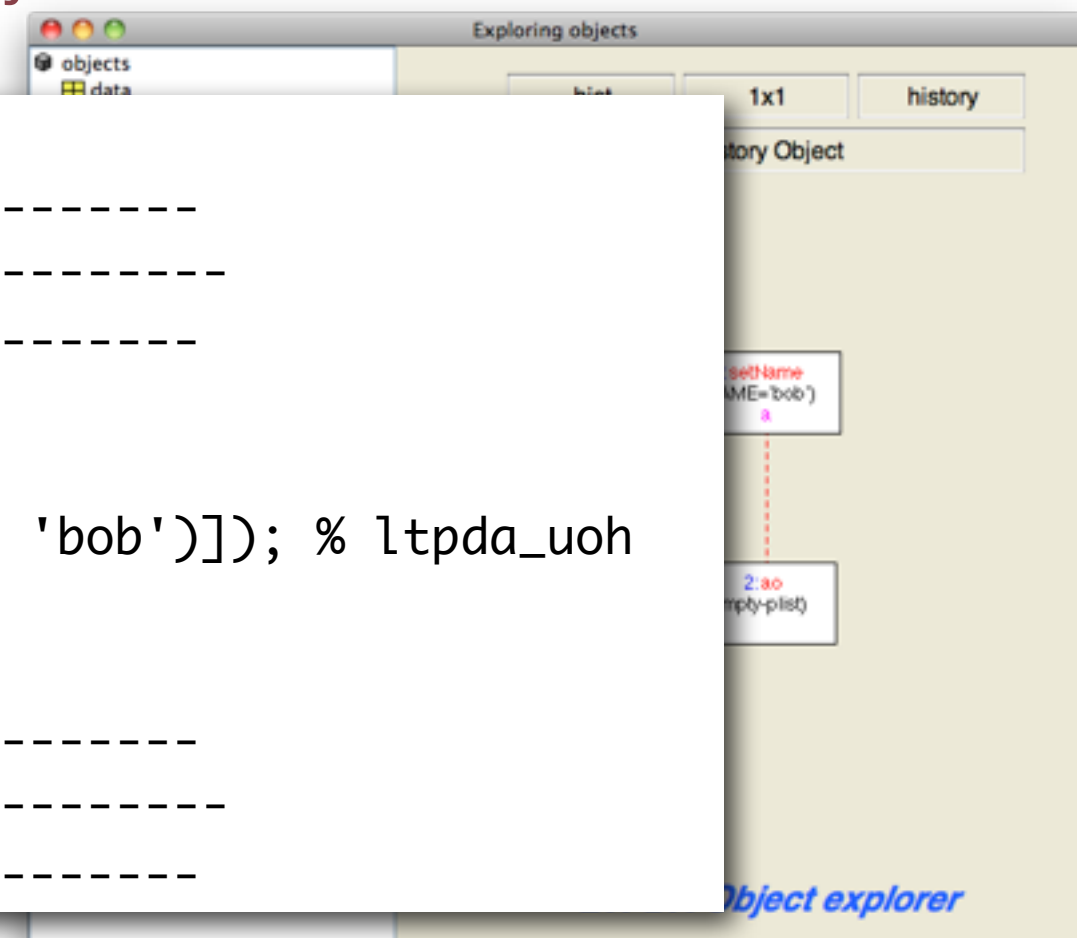 Exploring objects
objects
data
hist 1x1 history
tory Object
-------
--------
-------
setName
AME='bob')
a
'bob')]); % ltpda_uoh
2:ao
mpty-plist)
-------
--------
-------
Object explorer